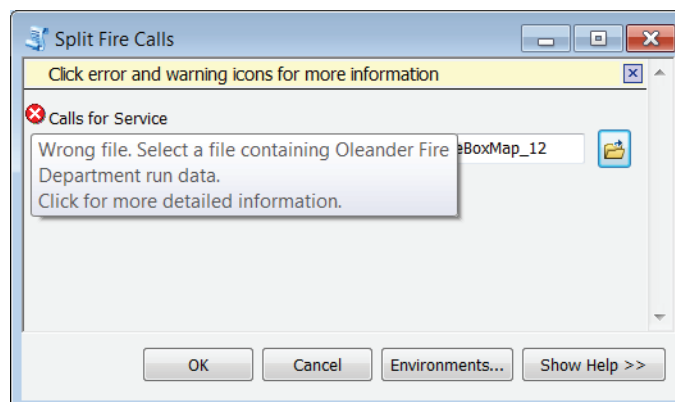 Split Fire Calls
Click error and warning icons for more information
Calls for Service
Wrong file. Select a file containing Oleander Fire
Department run data.
Click for more detailed information.
eBoxMap_12
OK Cancel Environments... Show Help >>